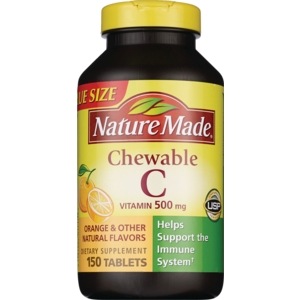 UE SIZE
Nature Made®
Chewable
C
VITAMIN 500 mg
ORANGE & OTHER
NATURAL FLAVORS
DIETARY SUPPLEMENT
150 TABLETS
USP
Helps
Support the
Immune
System†